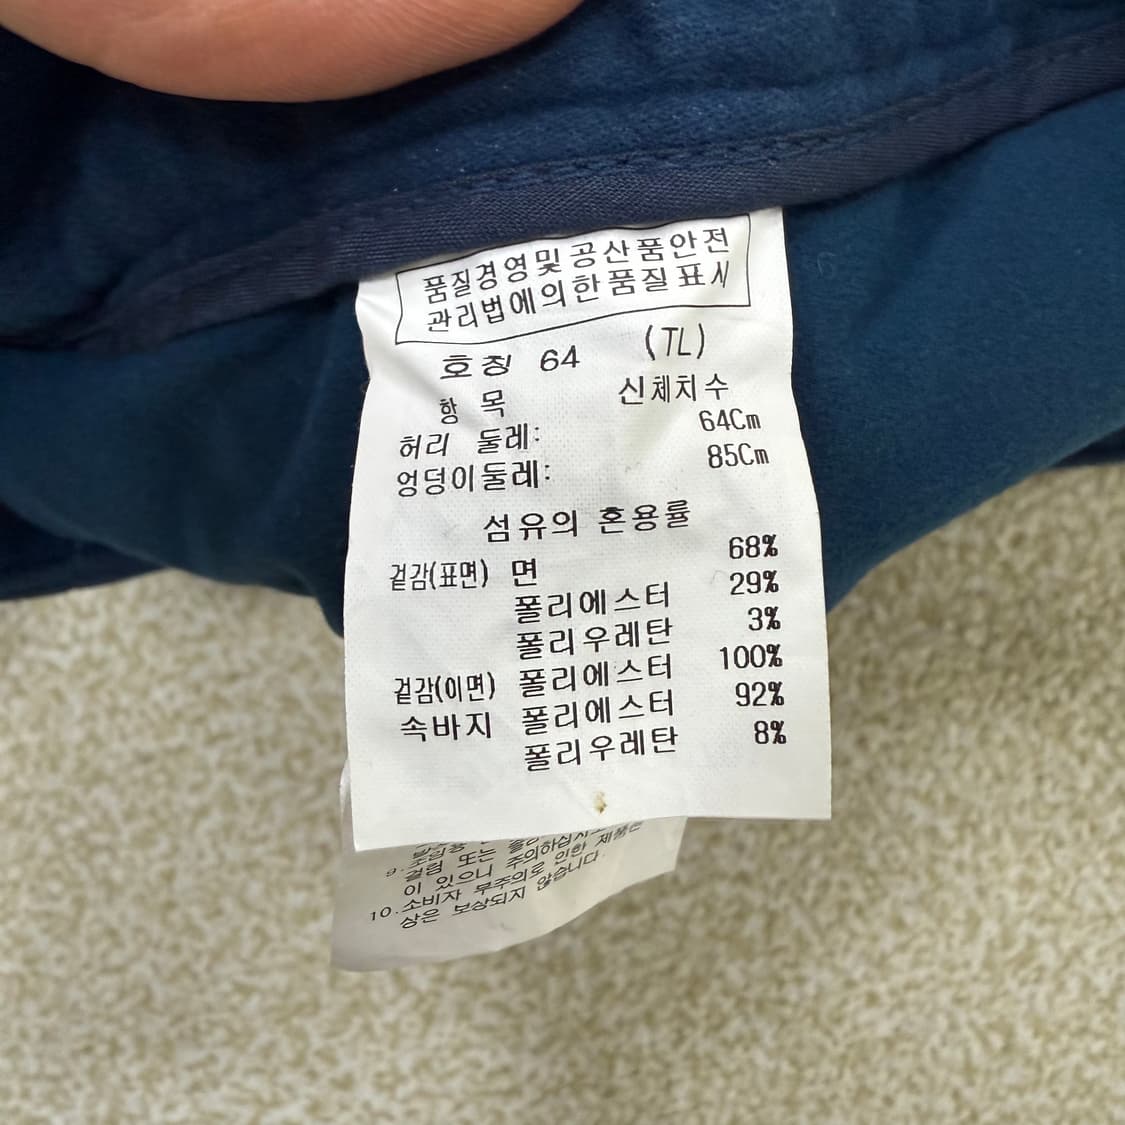 품질경영및 공산품안전
관리법에의한품질표시
호칭 64 (TL)
항 목 신체치수
허리 둘레: 64Cm
엉덩이둘레: 85Cm
섬유의 혼용률
겉감(표면) 면 68%
폴리에스터 29%
폴리우레탄 3%
겉감(이면) 폴리에스터 100%
속바지 폴리에스터 92%
폴리우레탄 8%
9.
걸럼 또는
이 있으니 주의하십시오
10.소비자 부주의로 인한 제품손
상은 보상되지 않습니다.